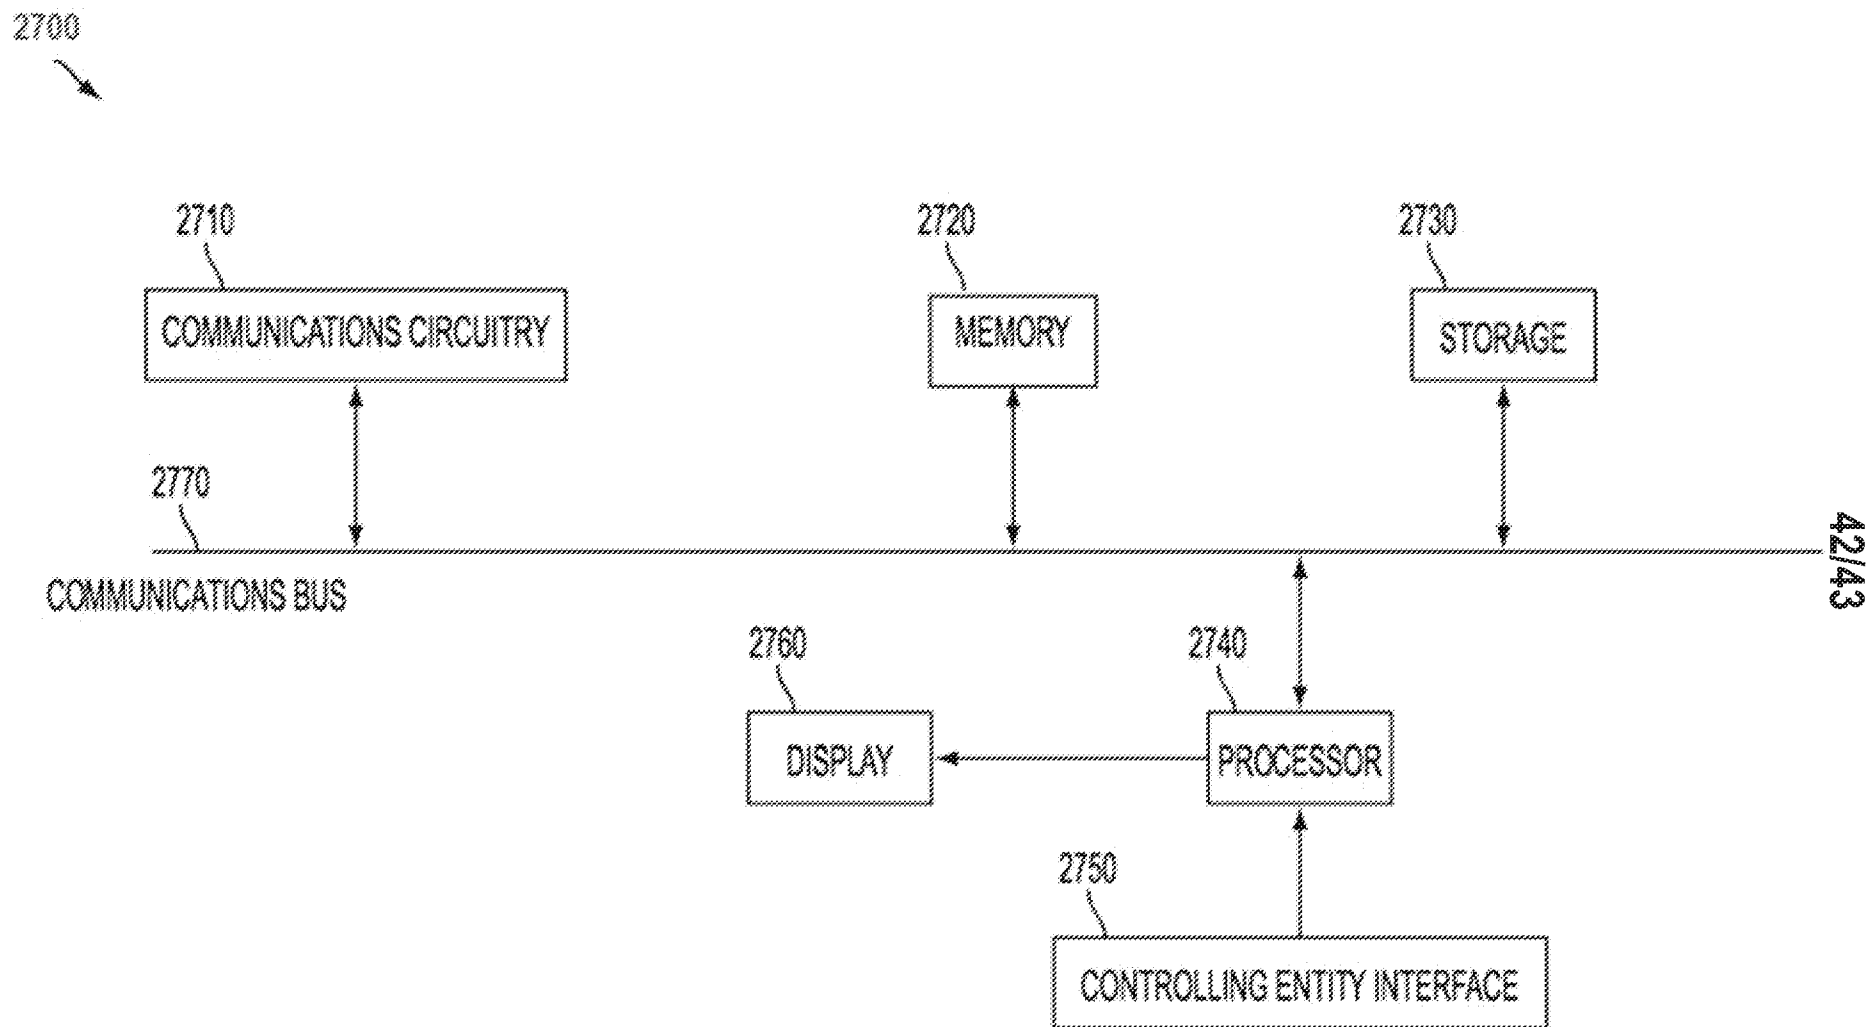 2700
2710
2720
2730
COMMUNICATIONS CIRCUITRY
MEMORY
STORAGE
2770
42/43
COMMUNICATIONS BUS
2760
2740
DISPLAY
PROCESSOR
2750
CONTROLLING ENTITY INTERFACE